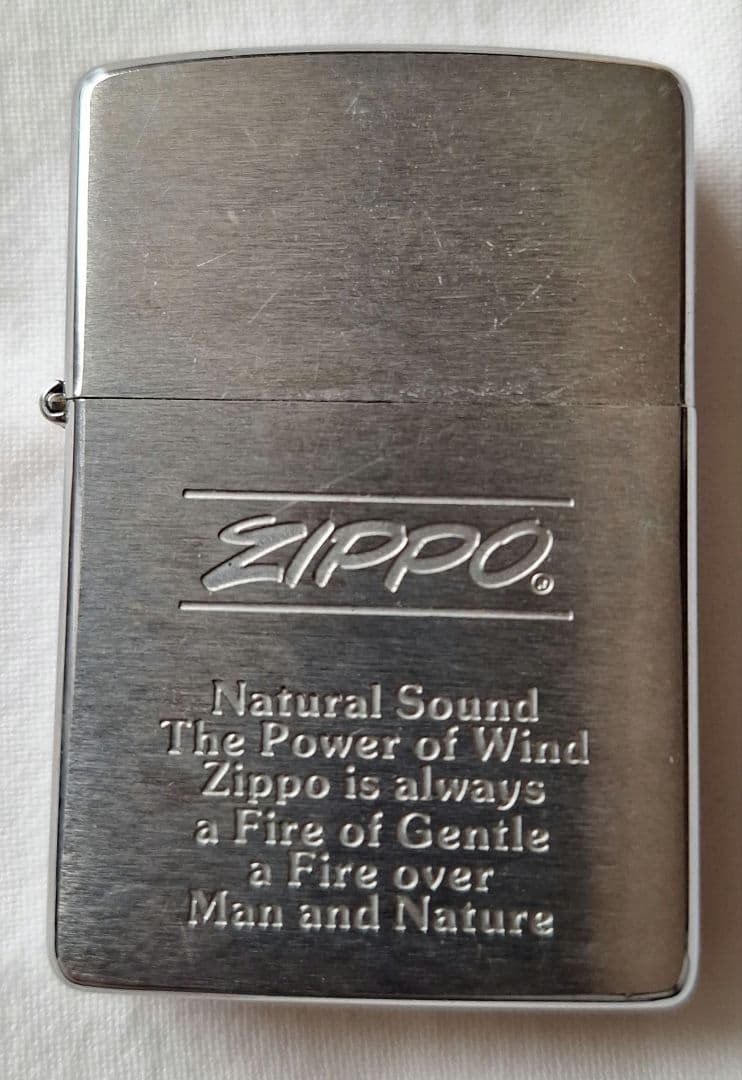 ZIPPO®
Natural Sound
The Power of Wind
Zippo is always
a Fire of Gentle
a Fire over
Man and Nature